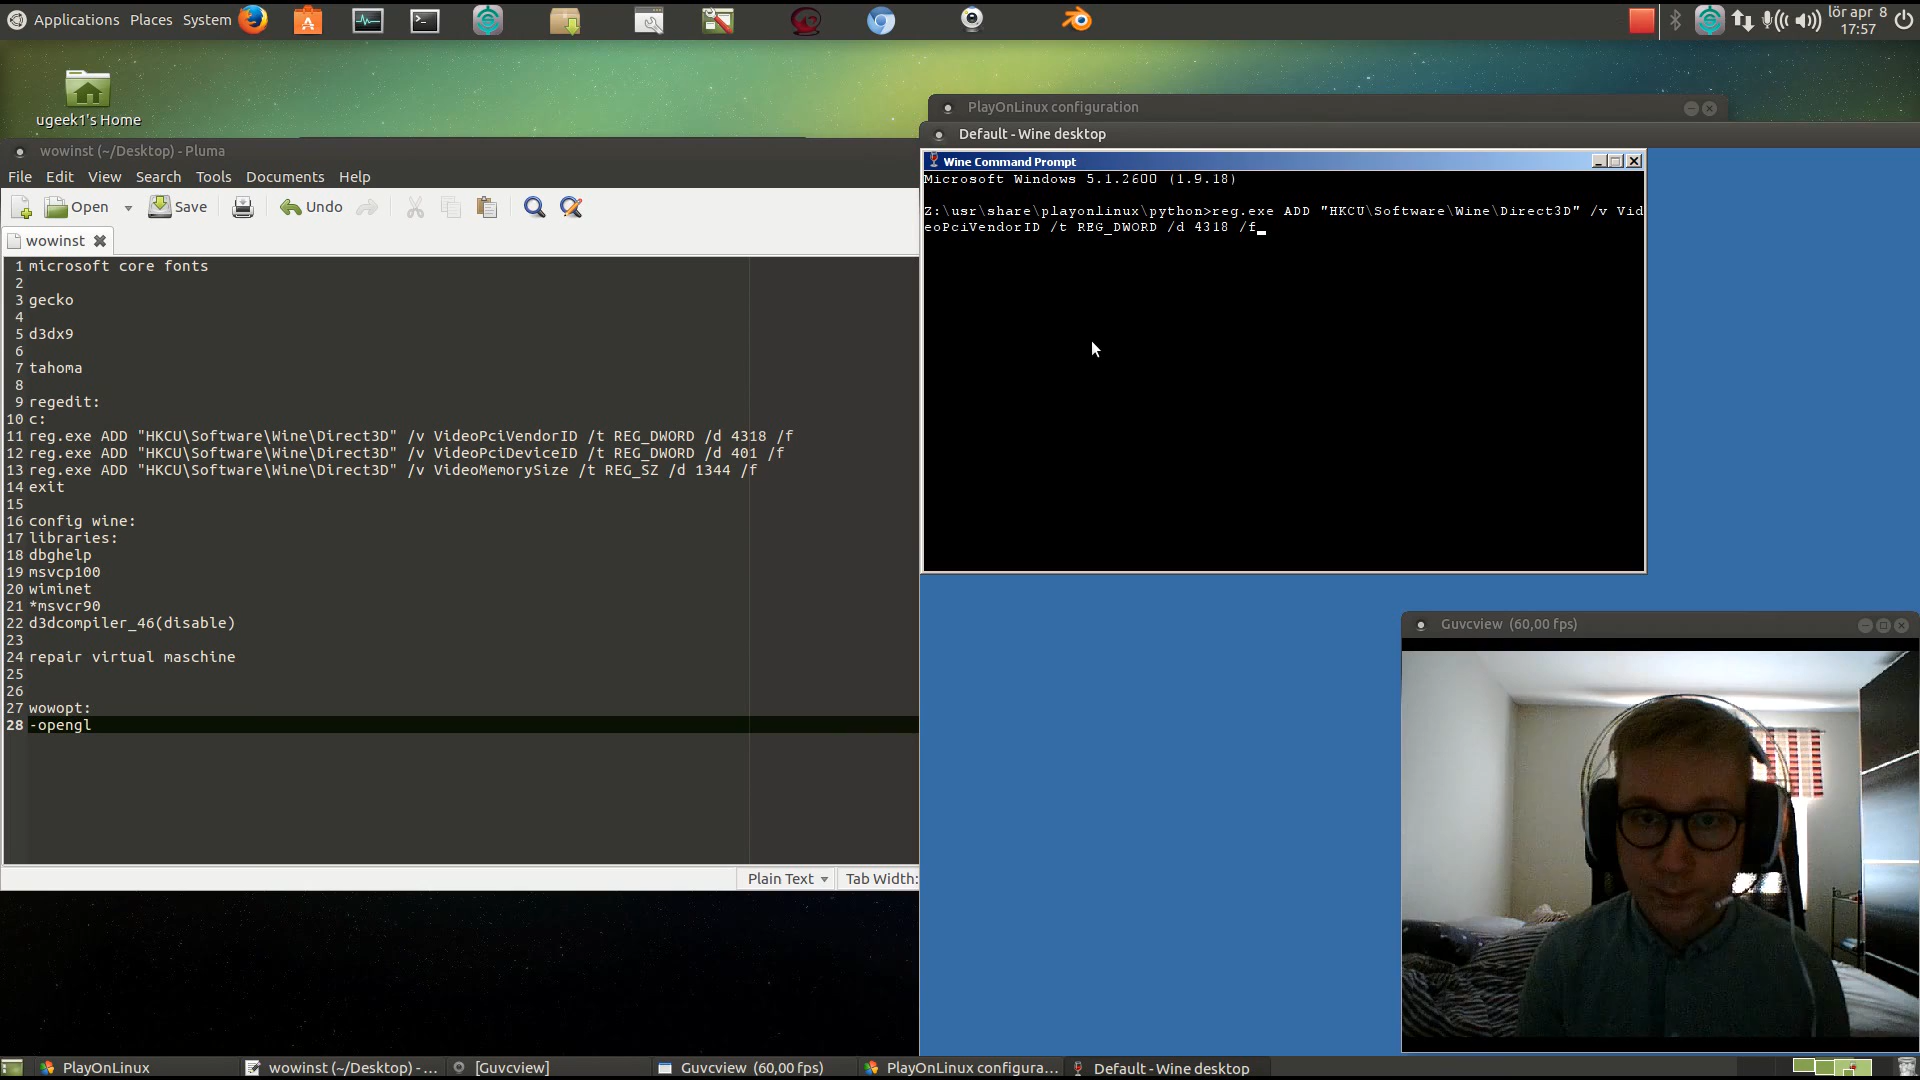 Applications Places System
lör apr 8
17:57
ugeek1's Home
PlayOnLinux configuration
Default - Wine desktop
wowinst (~/Desktop) - Pluma
File Edit View Search Tools Documents Help
Open Save Undo
wowinst
1 microsoft core fonts
2
3 gecko
4
5 d3dx9
6
7 tahoma
8
9 regedit:
10 c:
11 reg.exe ADD "HKCU\Software\Wine\Direct3D" /v VideoPciVendorID /t REG_DWORD /d 4318 /f
12 reg.exe ADD "HKCU\Software\Wine\Direct3D" /v VideoPciDeviceID /t REG_DWORD /d 401 /f
13 reg.exe ADD "HKCU\Software\Wine\Direct3D" /v VideoMemorySize /t REG_SZ /d 1344 /f
14 exit
15
16 config wine:
17 libraries:
18 dbghelp
19 msvcp100
20 wiminet
21 *msvcr90
22 d3dcompiler_46(disable)
23
24 repair virtual maschine
25
26
27 wowopt:
28 -opengl
Plain Text Tab Width:
Wine Command Prompt
Microsoft Windows 5.1.2600 (1.9.18)
Z:\usr\share\playonlinux\python>reg.exe ADD "HKCU\Software\Wine\Direct3D" /v Vid
eoPciVendorID /t REG_DWORD /d 4318 /f_
Guvcview (60,00 fps)
PlayOnLinux
wowinst (~/Desktop) - ...
[Guvcview]
Guvcview (60,00 fps)
PlayOnLinux configura...
Default - Wine desktop